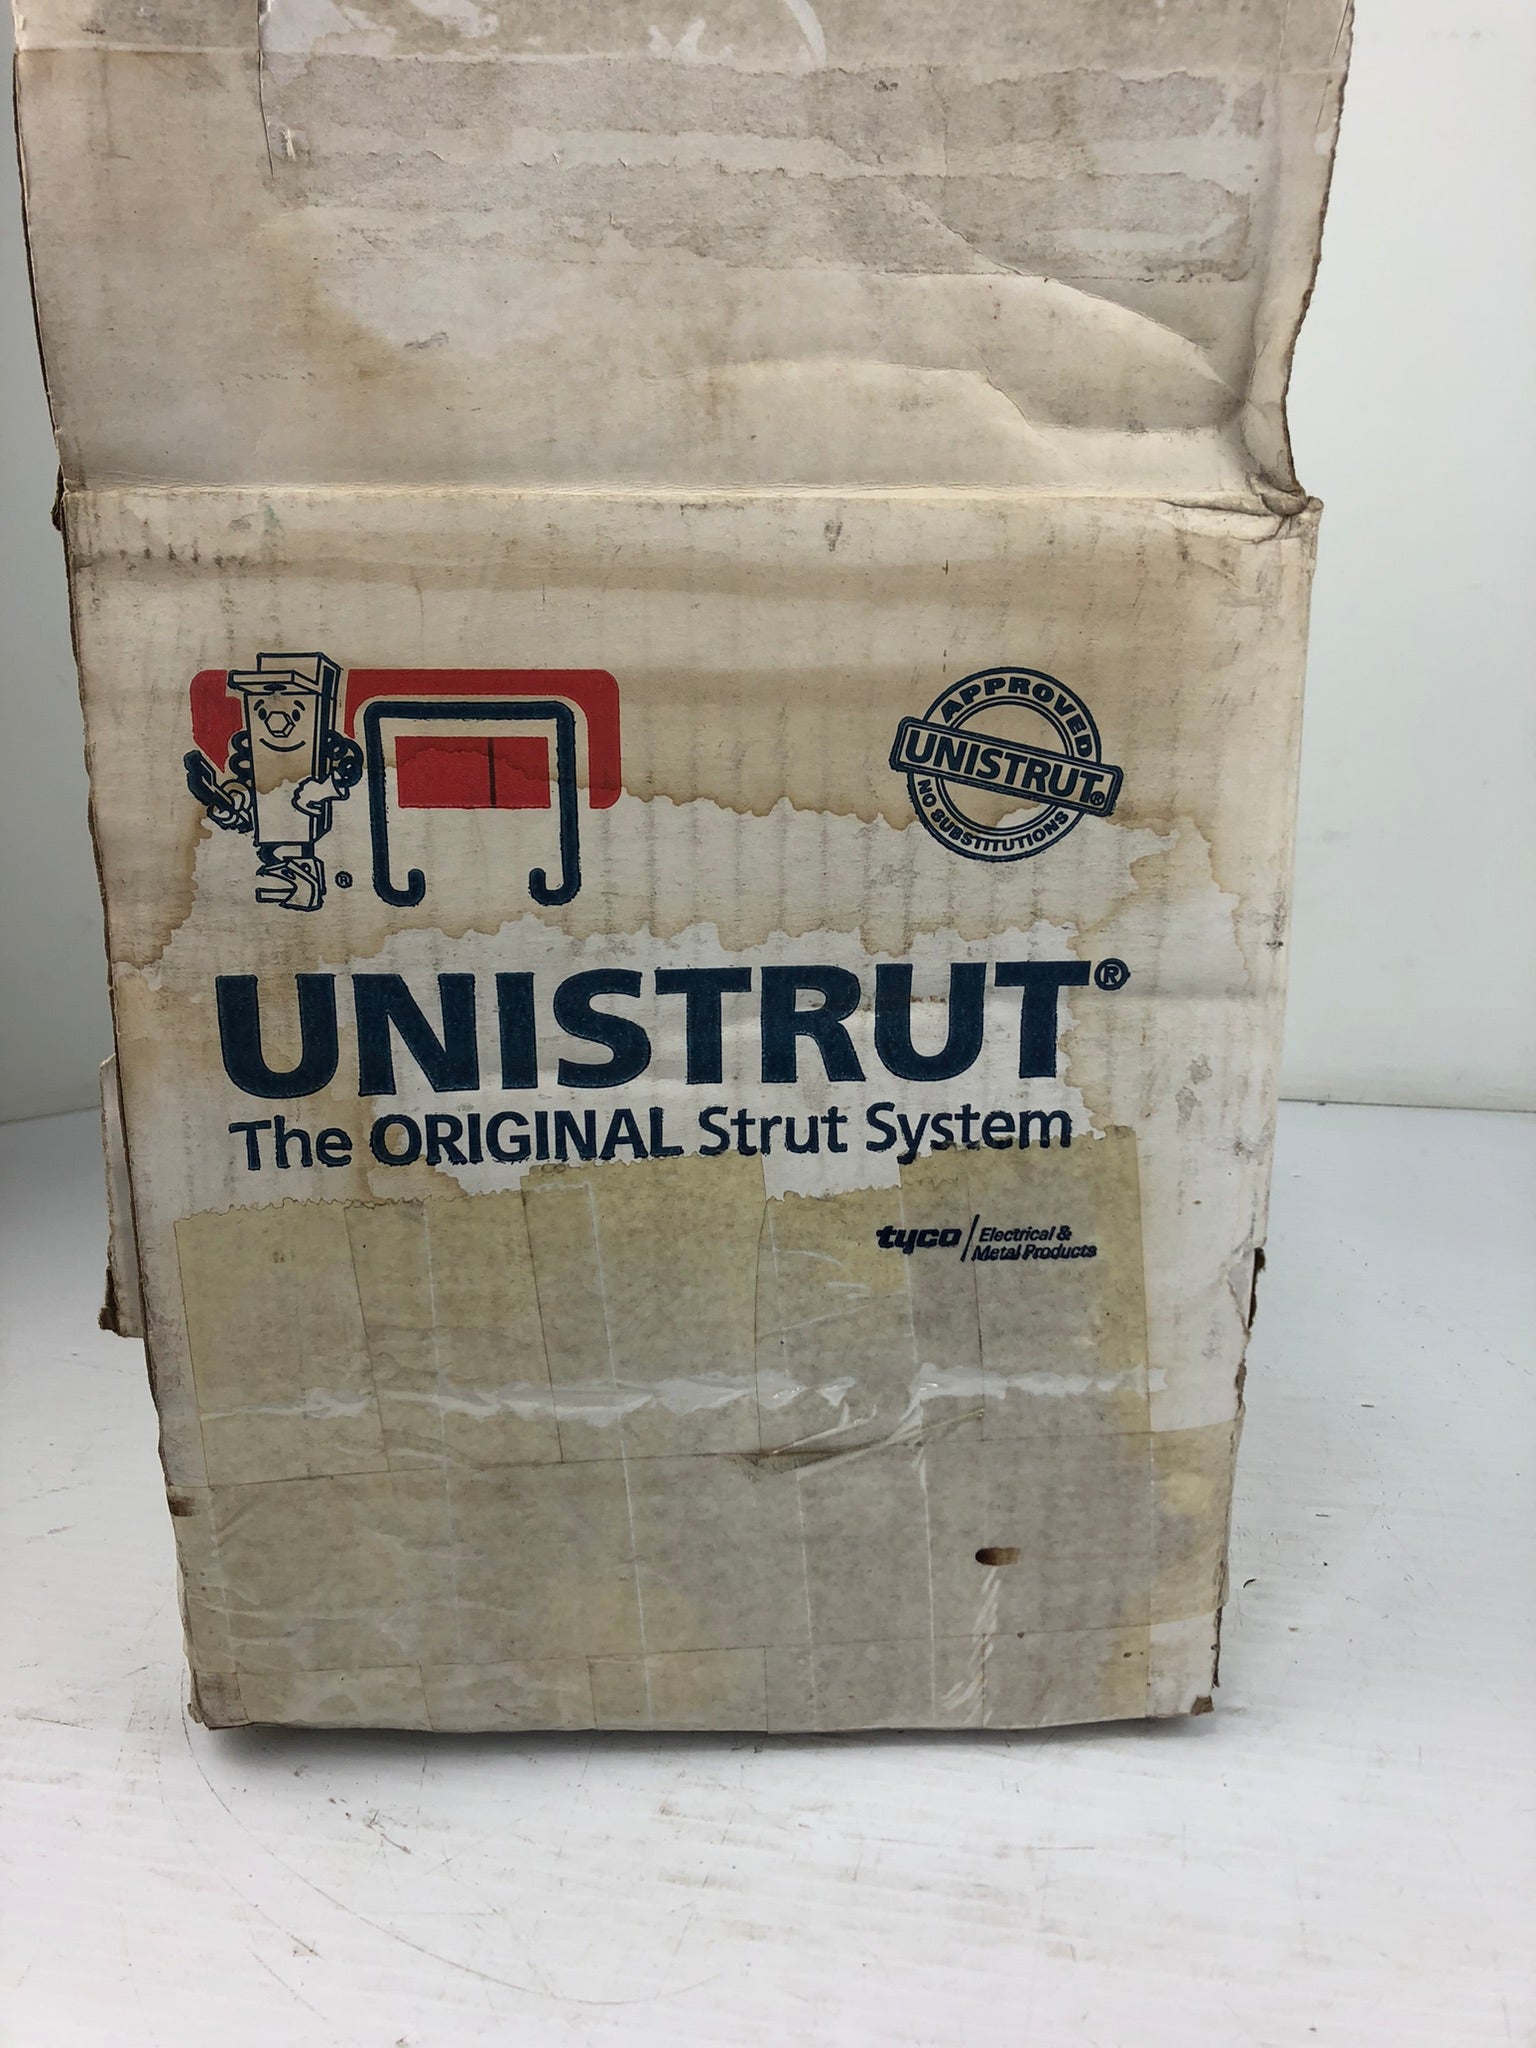 APPROVED
UNISTRUT®
NO SUBSTITUTIONS
®
UNISTRUT®
The ORIGINAL Strut System
tyco / Electrical &
Metal Products